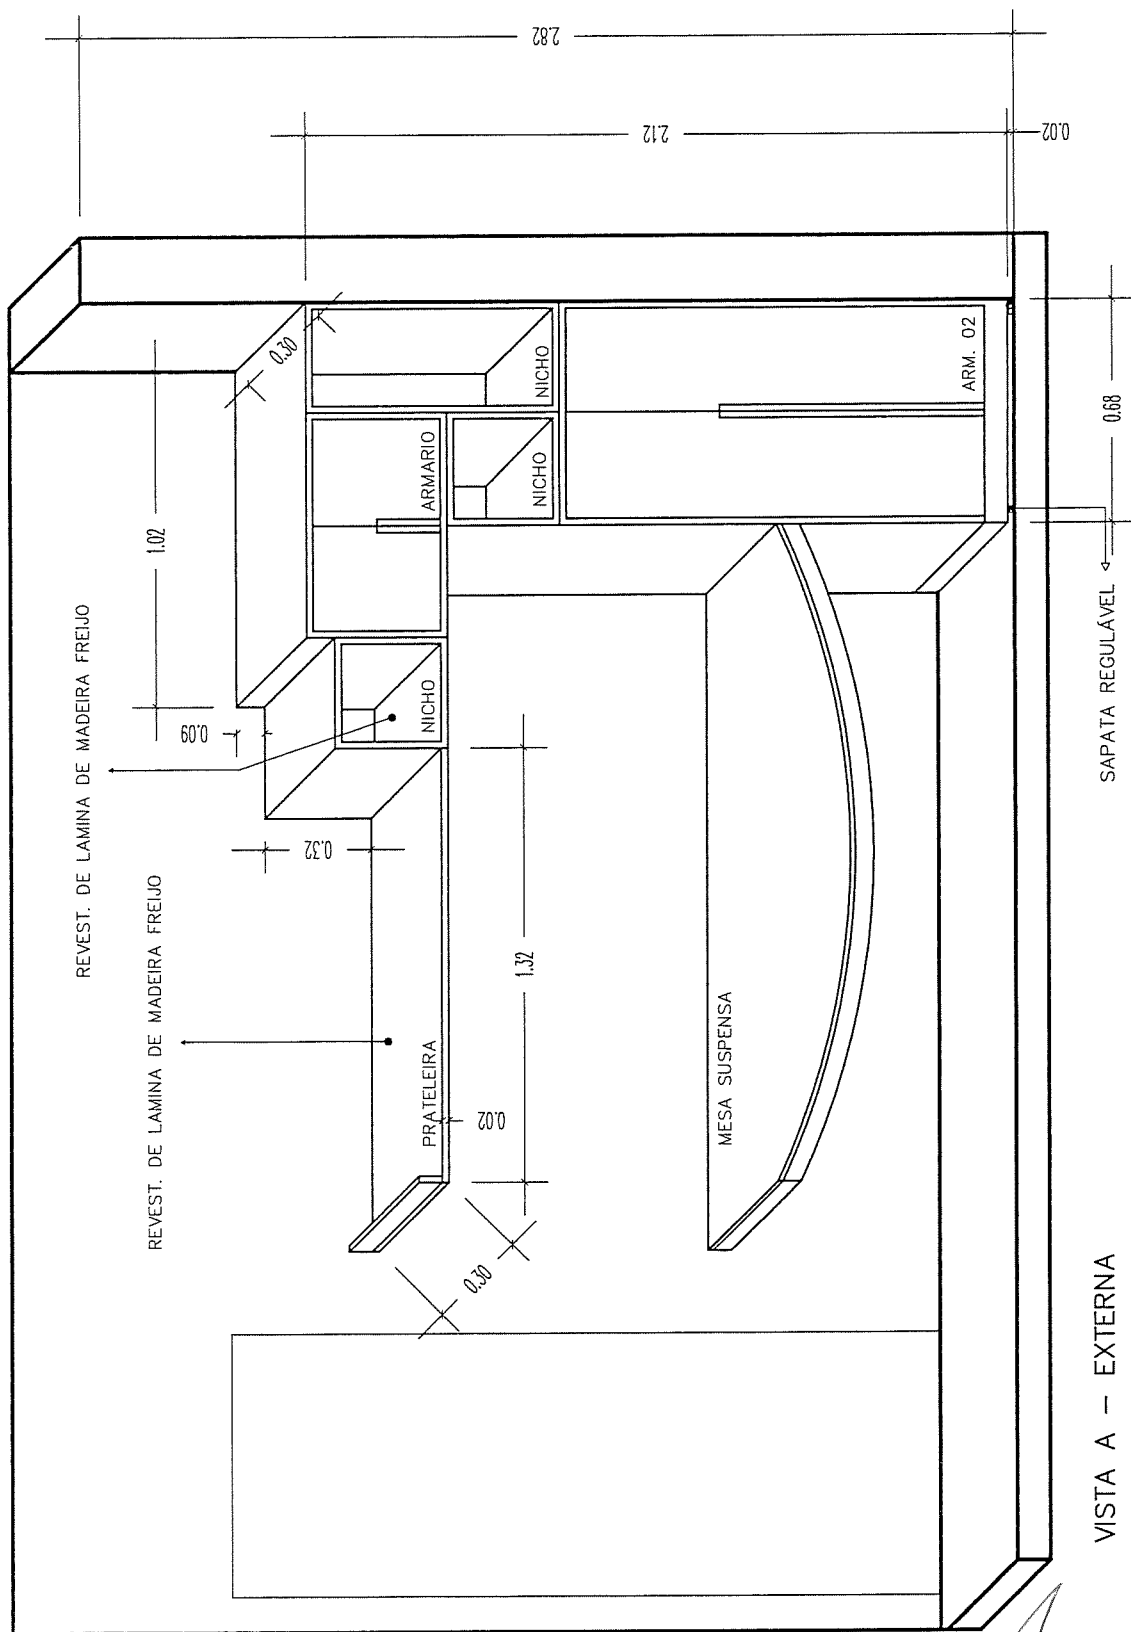 REVEST. DE LAMINA DE MADEIRA FREIJO
REVEST. DE LAMINA DE MADEIRA FREIJO
1.02
0.09
0.30
0.32
PRATELEIRA
NICHO
ARMARIO
0.30
0.02
1.32
NICHO
NICHO
2.82
2.12
MESA SUSPENSA
ARM. 02
0.02
SAPATA REGULÁVEL
0.68
VISTA A - EXTERNA